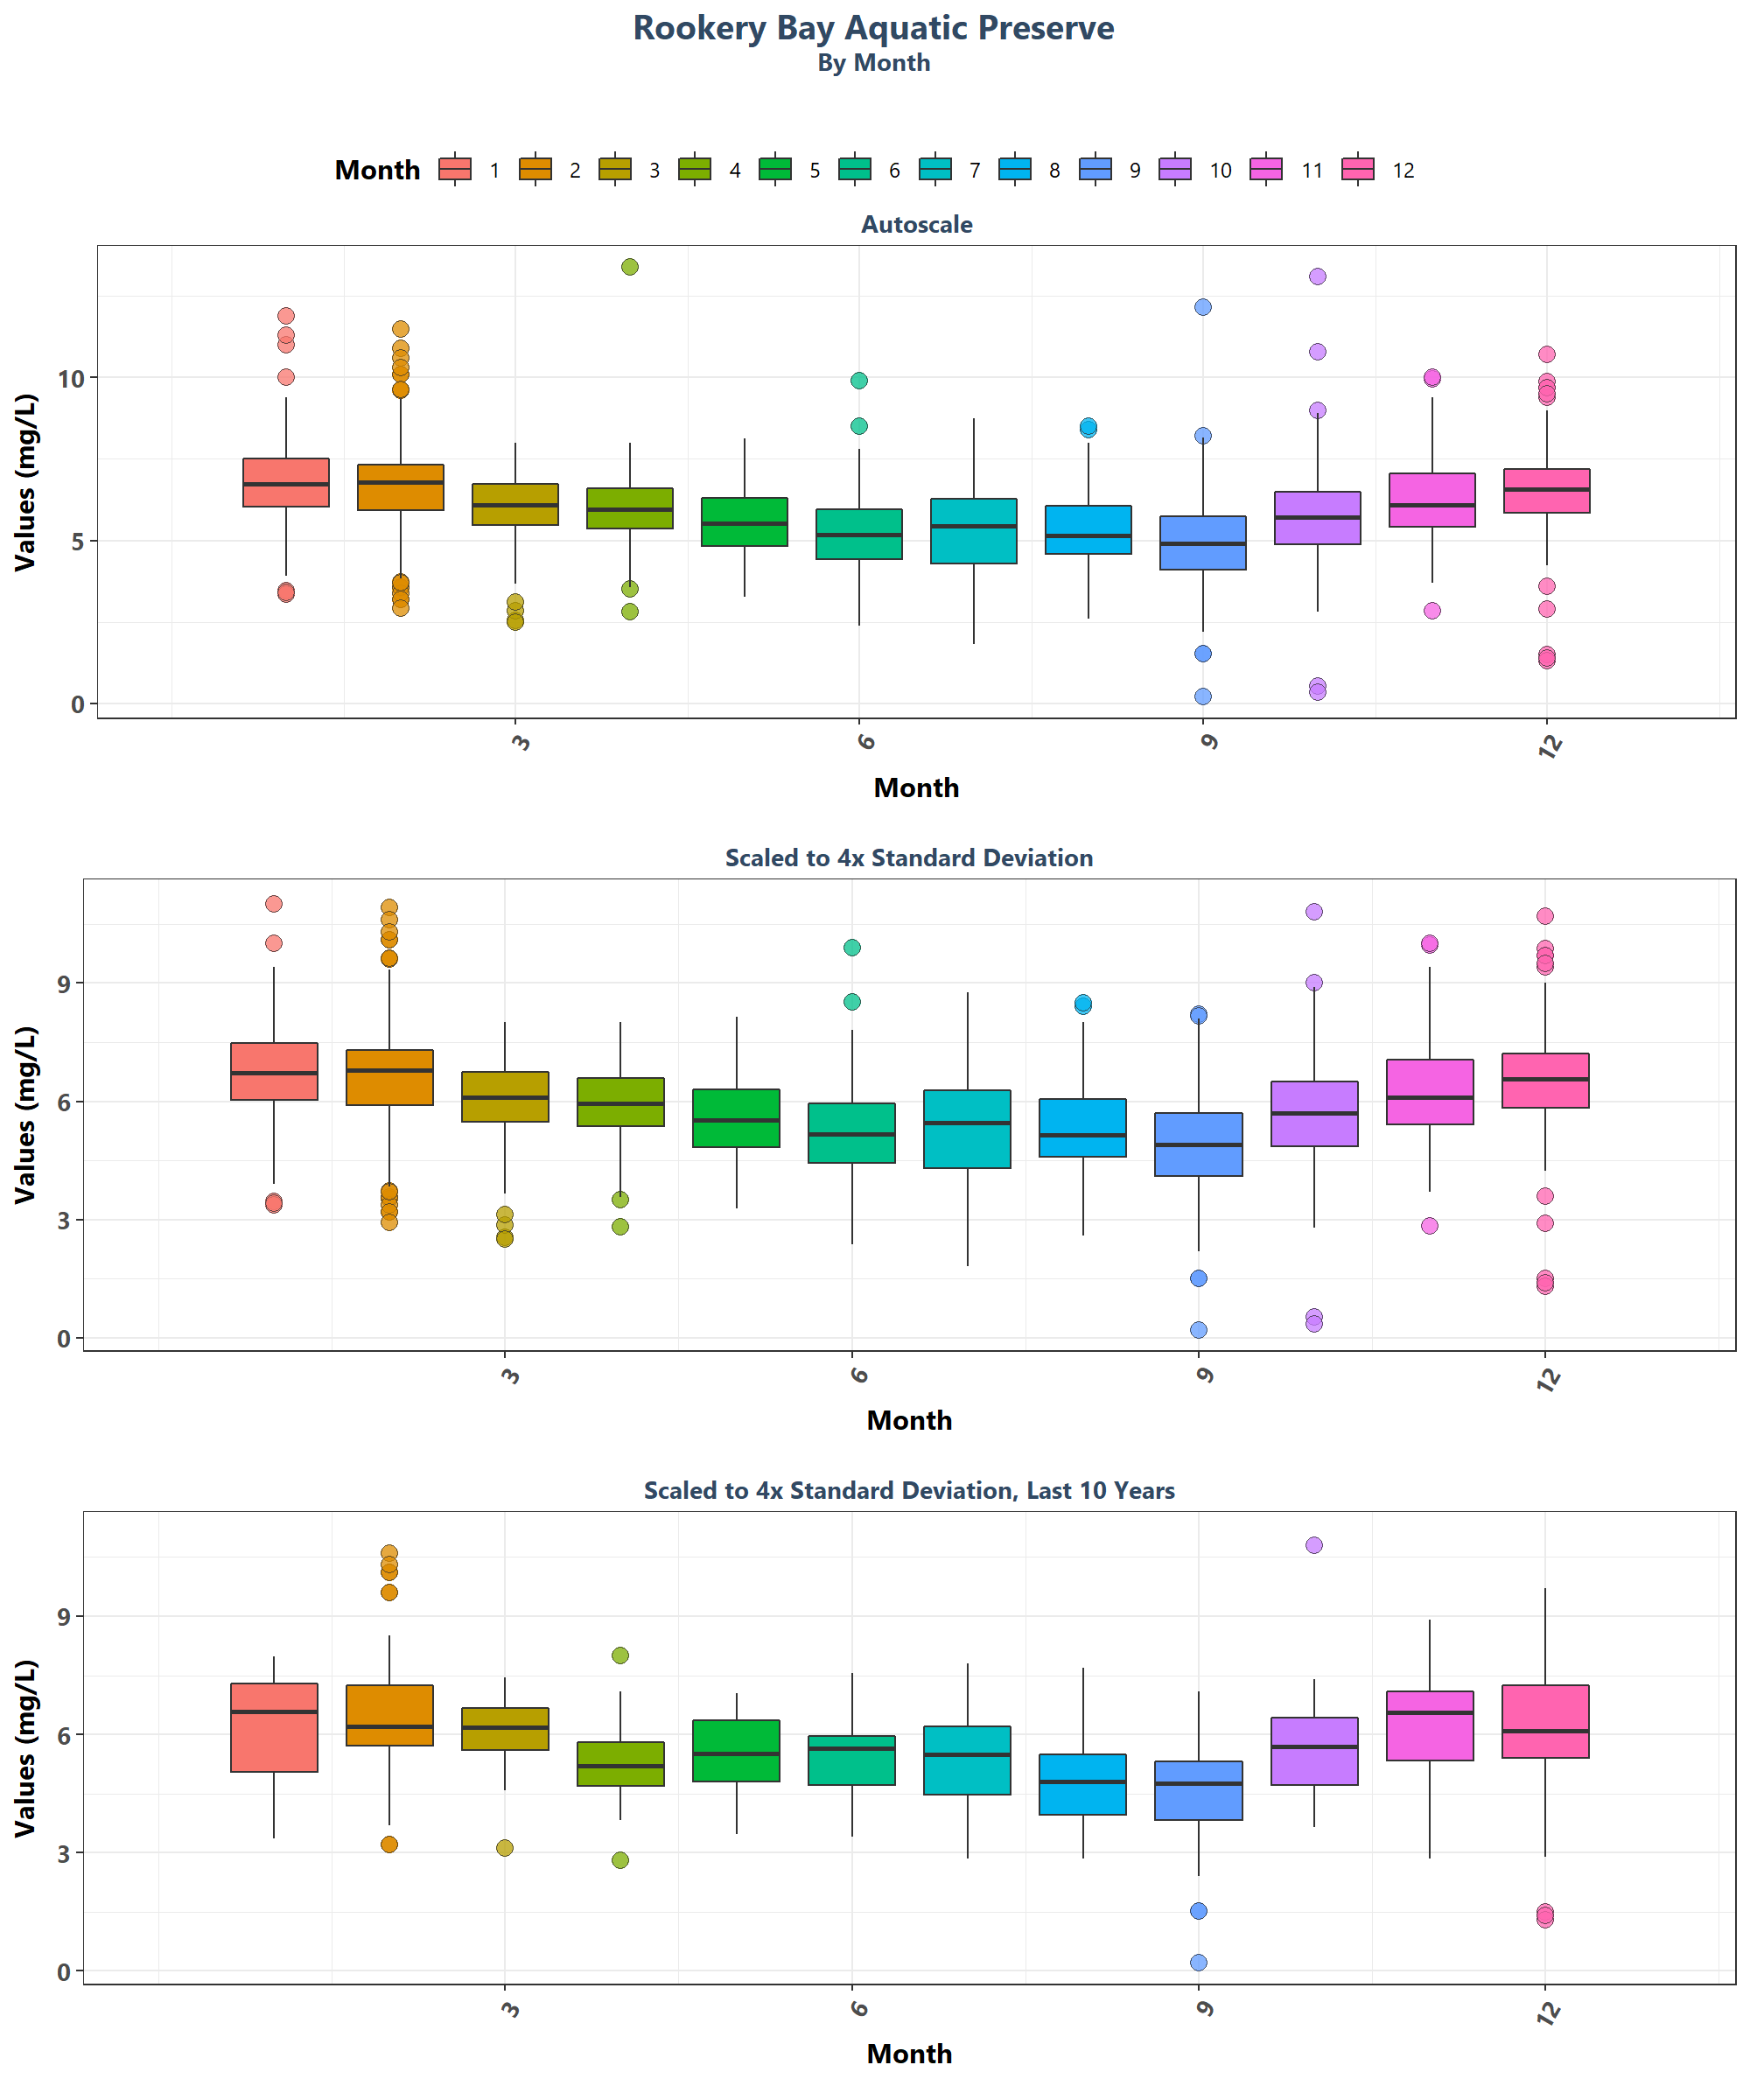 Rookery Bay Aquatic Preserve
By Month
Month 1 2 3 4 5 6 7 8 9 10 11 12
Autoscale
Values (mg/L)
10
5
0
3 6 9 12
Month
Scaled to 4x Standard Deviation
Values (mg/L)
9
6
3
0
3 6 9 12
Month
Scaled to 4x Standard Deviation, Last 10 Years
Values (mg/L)
9
6
3
0
3 6 9 12
Month